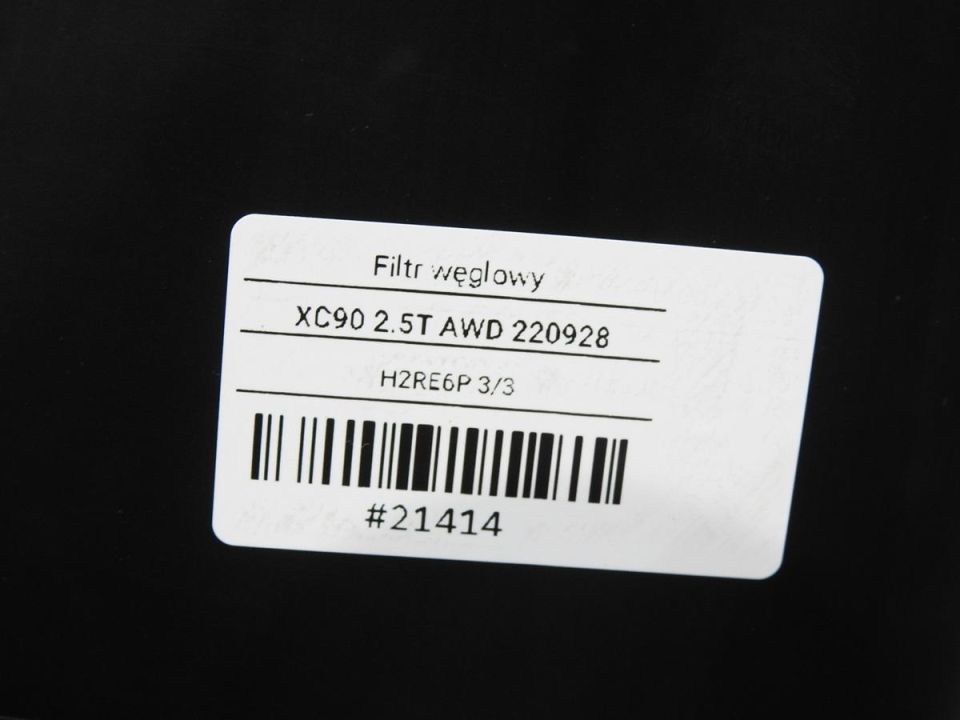 Filtr węglowy
XC90 2.5T AWD 220928
H2RE6P 3/3
#21414